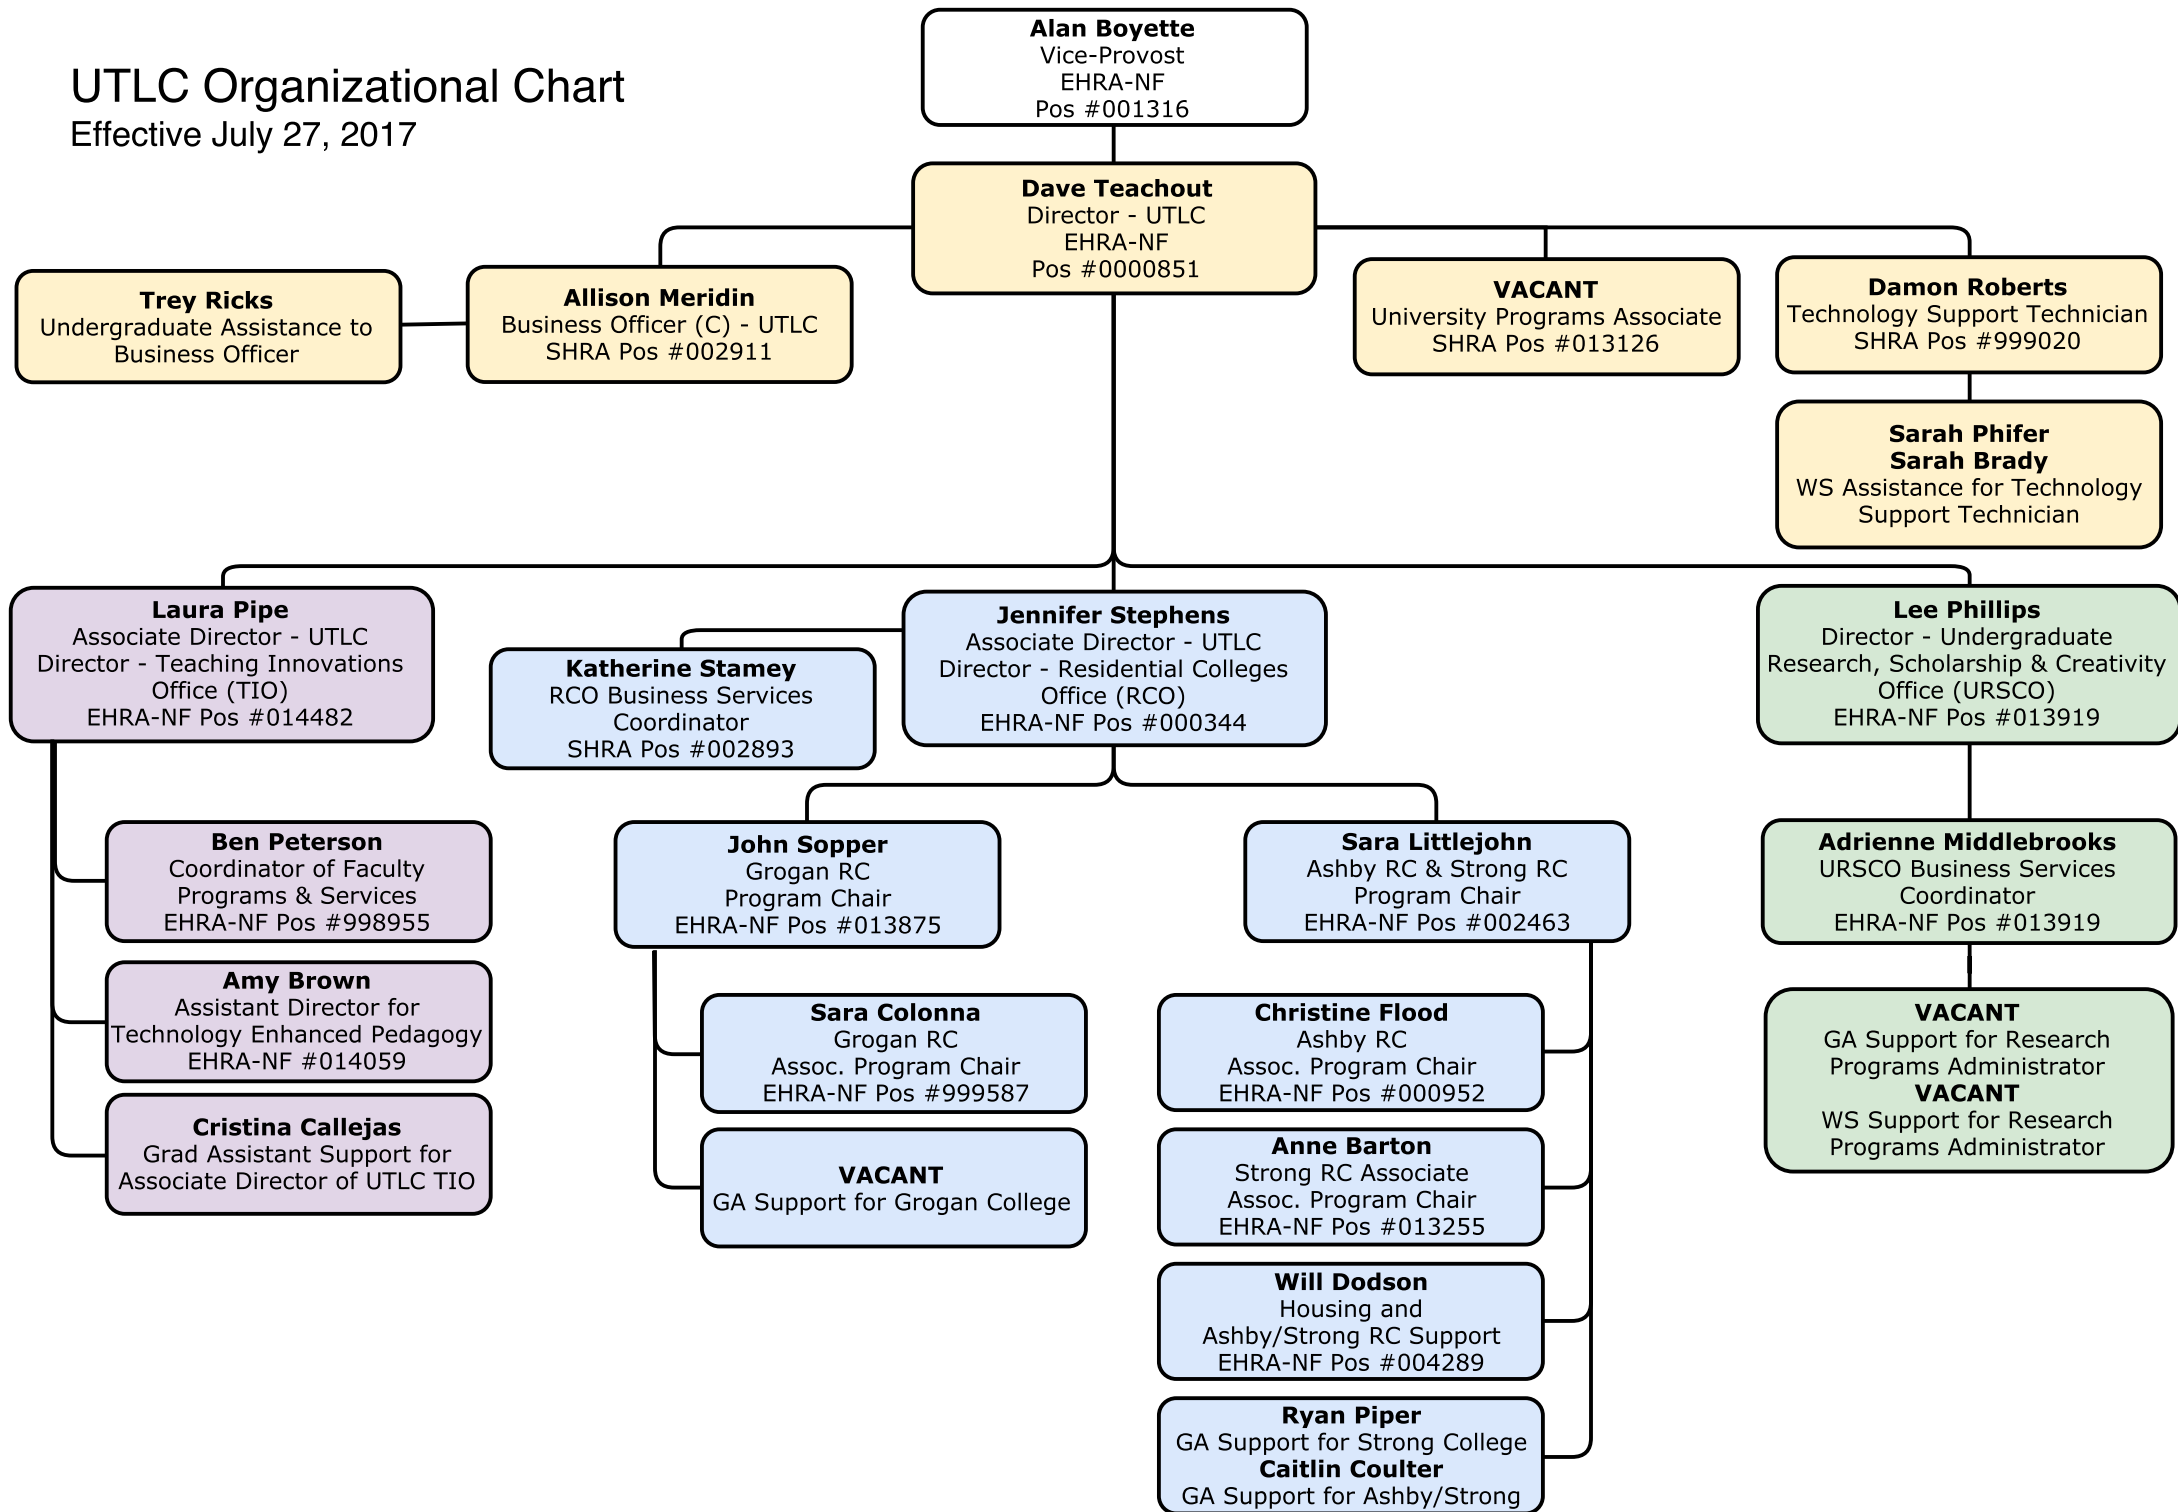 UTLC Organizational Chart
Effective July 27, 2017
Alan Boyette
Vice-Provost
EHRA-NF
Pos #001316
Dave Teachout
Director - UTLC
EHRA-NF
Pos #0000851
Trey Ricks
Undergraduate Assistance to
Business Officer
Allison Meridin
Business Officer (C) - UTLC
SHRA Pos #002911
VACANT
University Programs Associate
SHRA Pos #013126
Damon Roberts
Technology Support Technician
SHRA Pos #999020
Sarah Phifer
Sarah Brady
WS Assistance for Technology
Support Technician
Laura Pipe
Associate Director - UTLC
Director - Teaching Innovations
Office (TIO)
EHRA-NF Pos #014482
Katherine Stamey
RCO Business Services
Coordinator
SHRA Pos #002893
Jennifer Stephens
Associate Director - UTLC
Director - Residential Colleges
Office (RCO)
EHRA-NF Pos #000344
Lee Phillips
Director - Undergraduate
Research, Scholarship & Creativity
Office (URSCO)
EHRA-NF Pos #013919
Ben Peterson
Coordinator of Faculty
Programs & Services
EHRA-NF Pos #998955
Amy Brown
Assistant Director for
Technology Enhanced Pedagogy
EHRA-NF #014059
Cristina Callejas
Grad Assistant Support for
Associate Director of UTLC TIO
John Sopper
Grogan RC
Program Chair
EHRA-NF Pos #013875
Sara Colonna
Grogan RC
Assoc. Program Chair
EHRA-NF Pos #999587
VACANT
GA Support for Grogan College
Sara Littlejohn
Ashby RC & Strong RC
Program Chair
EHRA-NF Pos #002463
Christine Flood
Ashby RC
Assoc. Program Chair
EHRA-NF Pos #000952
Anne Barton
Strong RC Associate
Assoc. Program Chair
EHRA-NF Pos #013255
Will Dodson
Housing and
Ashby/Strong RC Support
EHRA-NF Pos #004289
Ryan Piper
GA Support for Strong College
Caitlin Coulter
GA Support for Ashby/Strong
Adrienne Middlebrooks
URSCO Business Services
Coordinator
EHRA-NF Pos #013919
VACANT
GA Support for Research
Programs Administrator
VACANT
WS Support for Research
Programs Administrator